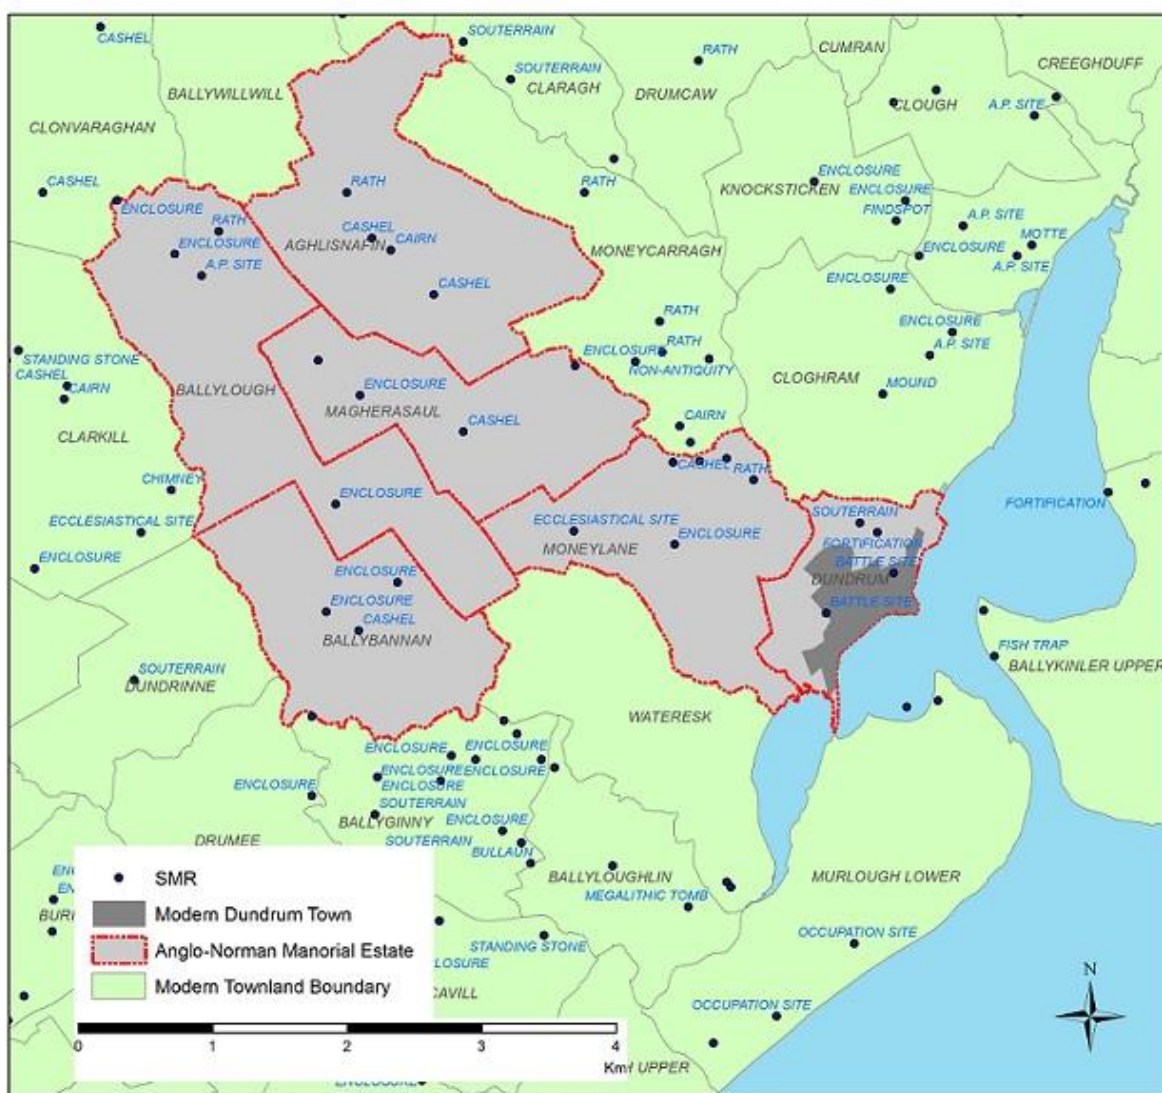 SOUTERRAIN
CASHEL
RATH
CUMRAN
CREEGHDUFF
SOUTERRAIN
CLARAGH
BALLYWILLWILL
DRUMCAW
CLOUGH
A.P. SITE
CLONVARAGHAN
CASHEL
RATH
RATH
ENCLOSURE
KNOCKSTICKEN
ENCLOSURE
ENCLOSURE
FINDSPOT
A.P. SITE
RATH
CASHEL
MOTTE
ENCLOSURE
AGHLISNAFIN
CAIRN
MONEYCARRAGH
ENCLOSURE
A.P. SITE
A.P. SITE
ENCLOSURE
CASHEL
RATH
ENCLOSURE
STANDING STONE
ENCLOSURE
RATH
A.P. SITE
CASHEL
NON-ANTIQUITY
CAIRN
BALLYLOUGH
ENCLOSURE
CLOGHRAM
MOUND
MAGHERASAUL
CASHEL
CAIRN
CLARKILL
CASHEL
RATH
CHIMNEY
ENCLOSURE
FORTIFICATION
ECCLESIASTICAL SITE
ECCLESIASTICAL SITE
ENCLOSURE
SOUTERRAIN
MONEYLANE
FORTIFICATION
ENCLOSURE
BATTLE SITE
ENCLOSURE
DUNDRUM
ENCLOSURE
BATTLE SITE
CASHEL
BALLYBANNAN
FISH TRAP
SOUTERRAIN
BALLYKINLER UPPER
DUNDRINNE
WATERESK
ENCLOSURE
ENCLOSURE
ENCLOSURE
ENCLOSURE
ENCLOSURE
ENCLOSURE
SOUTERRAIN
BALLYGINNY
ENCLOSURE
DRUMEE
SOUTERRAIN
BULLAUN
BALLYLOUGHLIN
MURLOUGH LOWER
MEGALITHIC TOMB
OCCUPATION SITE
STANDING STONE
OCCUPATION SITE
SMR
Modern Dundrum Town
Anglo-Norman Manorial Estate
Modern Townland Boundary
0 1 2 3 4
Km
UPPER
N